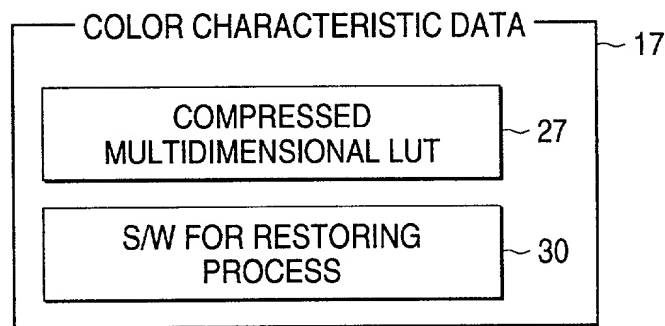 COLOR CHARACTERISTIC DATA
17
COMPRESSED
MULTIDIMENSIONAL LUT
27
S/W FOR RESTORING
PROCESS
30